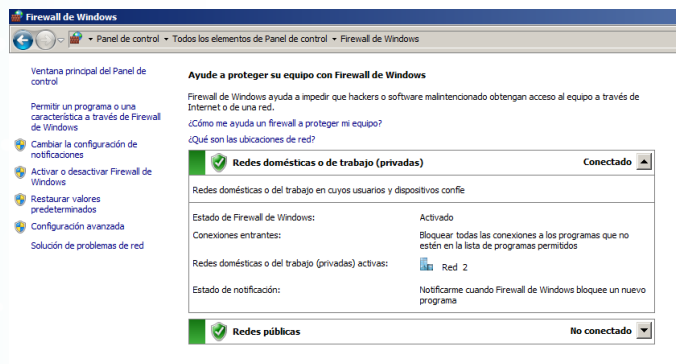 Firewall de Windows
Panel de control
Todos los elementos de Panel de control
Firewall de Windows
Ventana principal del Panel de
control
Permitir un programa o una
característica a través de Firewall
de Windows
Cambiar la configuración de
notificaciones
Activar o desactivar Firewall de
Windows
Restaurar valores
predeterminados
Configuración avanzada
Solución de problemas de red
Ayude a proteger su equipo con Firewall de Windows
Firewall de Windows ayuda a impedir que hackers o software malintencionado obtengan acceso al equipo a través de
Internet o de una red.
¿Cómo me ayuda un firewall a proteger mi equipo?
¿Qué son las ubicaciones de red?
Redes domésticas o de trabajo (privadas) Conectado
Redes domésticas o del trabajo en cuyos usuarios y dispositivos confíe
Estado de Firewall de Windows: Activado
Conexiones entrantes: Bloquear todas las conexiones a los programas que no
estén en la lista de programas permitidos
Redes domésticas o del trabajo (privadas) activas: Red 2
Estado de notificación: Notificarme cuando Firewall de Windows bloquee un nuevo
programa
Redes públicas No conectado